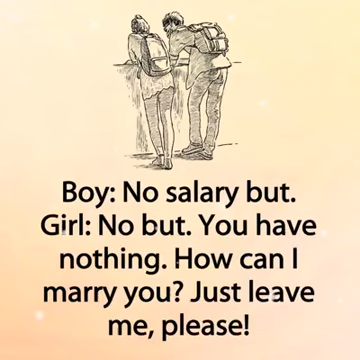 Boy: No salary but.
Girl: No but. You have
nothing. How can I
marry you? Just leave
me, please!